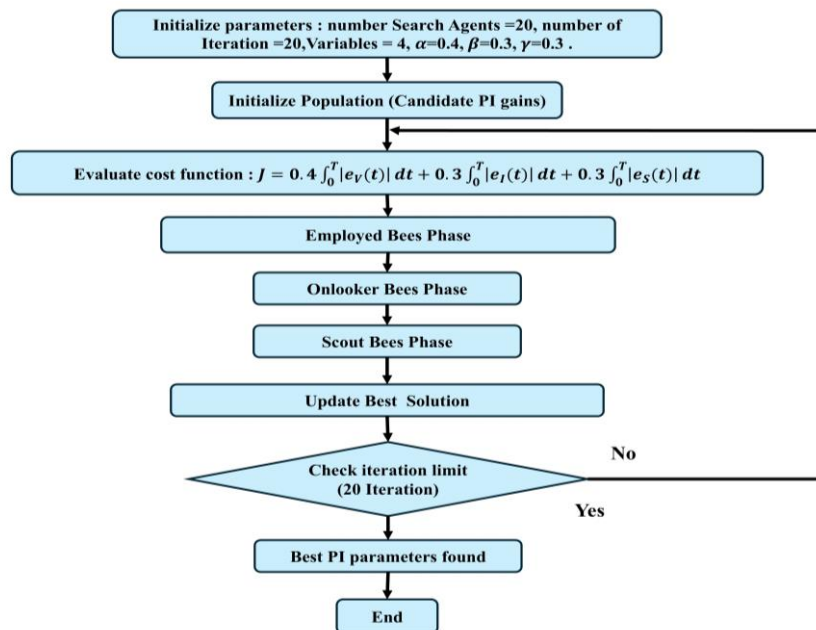 Initialize parameters : number Search Agents =20, number of
Iteration =20,Variables = 4, α=0.4, β=0.3, γ=0.3 .
Initialize Population (Candidate PI gains)
Evaluate cost function : J = 0.4 ∫₀ᵀ|e_V(t)| dt + 0.3 ∫₀ᵀ|e_I(t)| dt + 0.3 ∫₀ᵀ|e_S(t)| dt
Employed Bees Phase
Onlooker Bees Phase
Scout Bees Phase
Update Best Solution
Check iteration limit
(20 Iteration)
No
Yes
Best PI parameters found
End